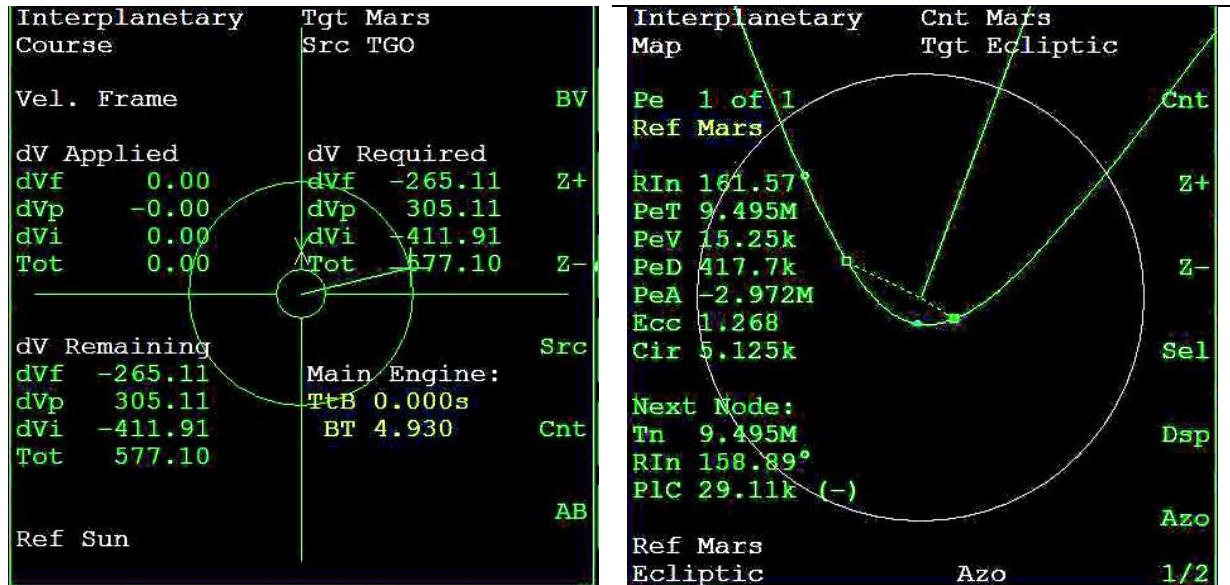 Interplanetary Tgt Mars
Course Src TGO
Vel. Frame BV
dV Applied dV Required
dVf 0.00 dVf -265.11 Z+
dVp -0.00 dVp 305.11
dVi 0.00 dVi -411.91
Tot 0.00 Tot 577.10 Z-
dV Remaining Src
dVf -265.11 Main Engine:
dVp 305.11 TtB 0.000s
dVi -411.91 BT 4.930 Cnt
Tot 577.10
AB
Ref Sun
Interplanetary Cnt Mars
Map Tgt Ecliptic
Pe 1 of 1 Cnt
Ref Mars
RIn 161.57° Z+
PeT 9.495M
PeV 15.25k
PeD 417.7k Z-
PeA -2.972M
Ecc 1.268
Cir 5.125k Sel
Next Node:
Tn 9.495M Dsp
RIn 158.89°
PlC 29.11k (-)
Azo
Ref Mars
Ecliptic Azo 1/2